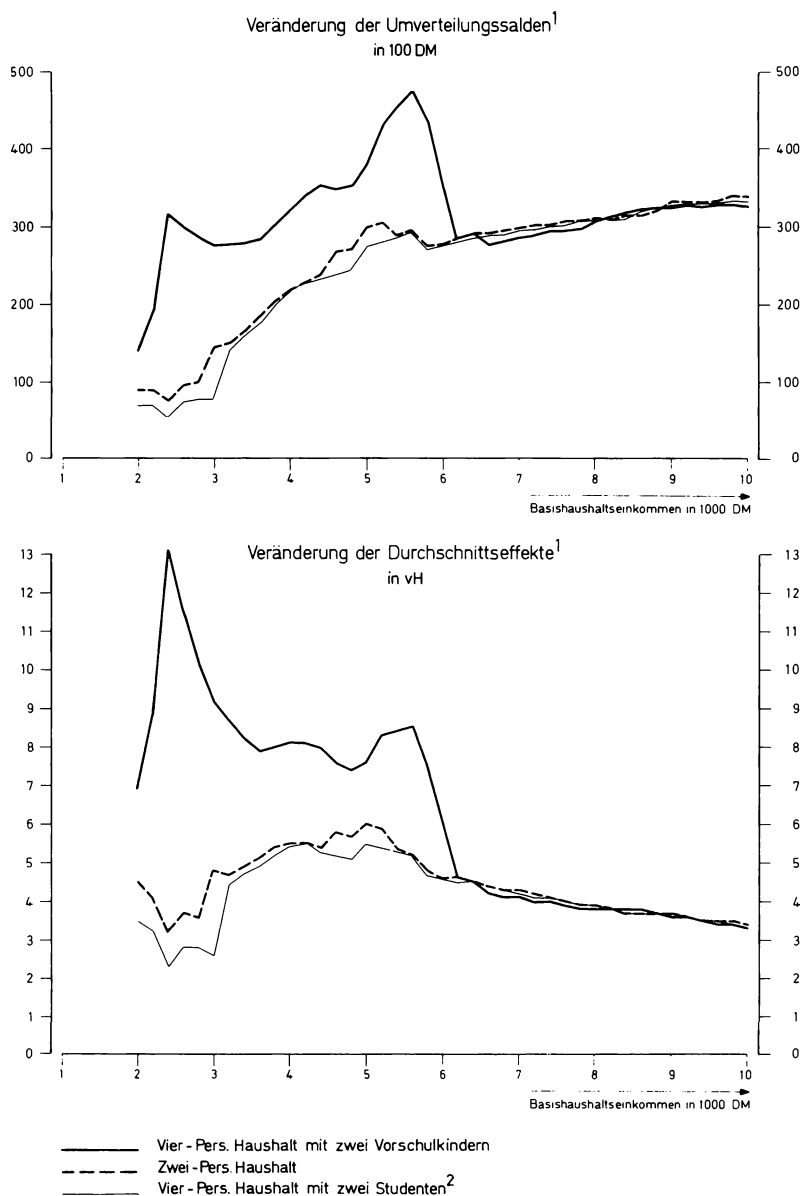 Veränderung der Umverteilungssalden¹
in 100 DM
500 500
400 400
300 300
200 200
100 100
0 0
1 2 3 4 5 6 7 8 9 10
Basishaushaltseinkommen in 1000 DM
Veränderung der Durchschnittseffekte¹
in vH
13 13
12 12
11 11
10 10
9 9
8 8
7 7
6 6
5 5
4 4
3 3
2 2
1 1
0 0
1 2 3 4 5 6 7 8 9 10
Basishaushaltseinkommen in 1000 DM
Vier-Pers. Haushalt mit zwei Vorschulkindern
Zwei-Pers. Haushalt
Vier-Pers. Haushalt mit zwei Studenten²